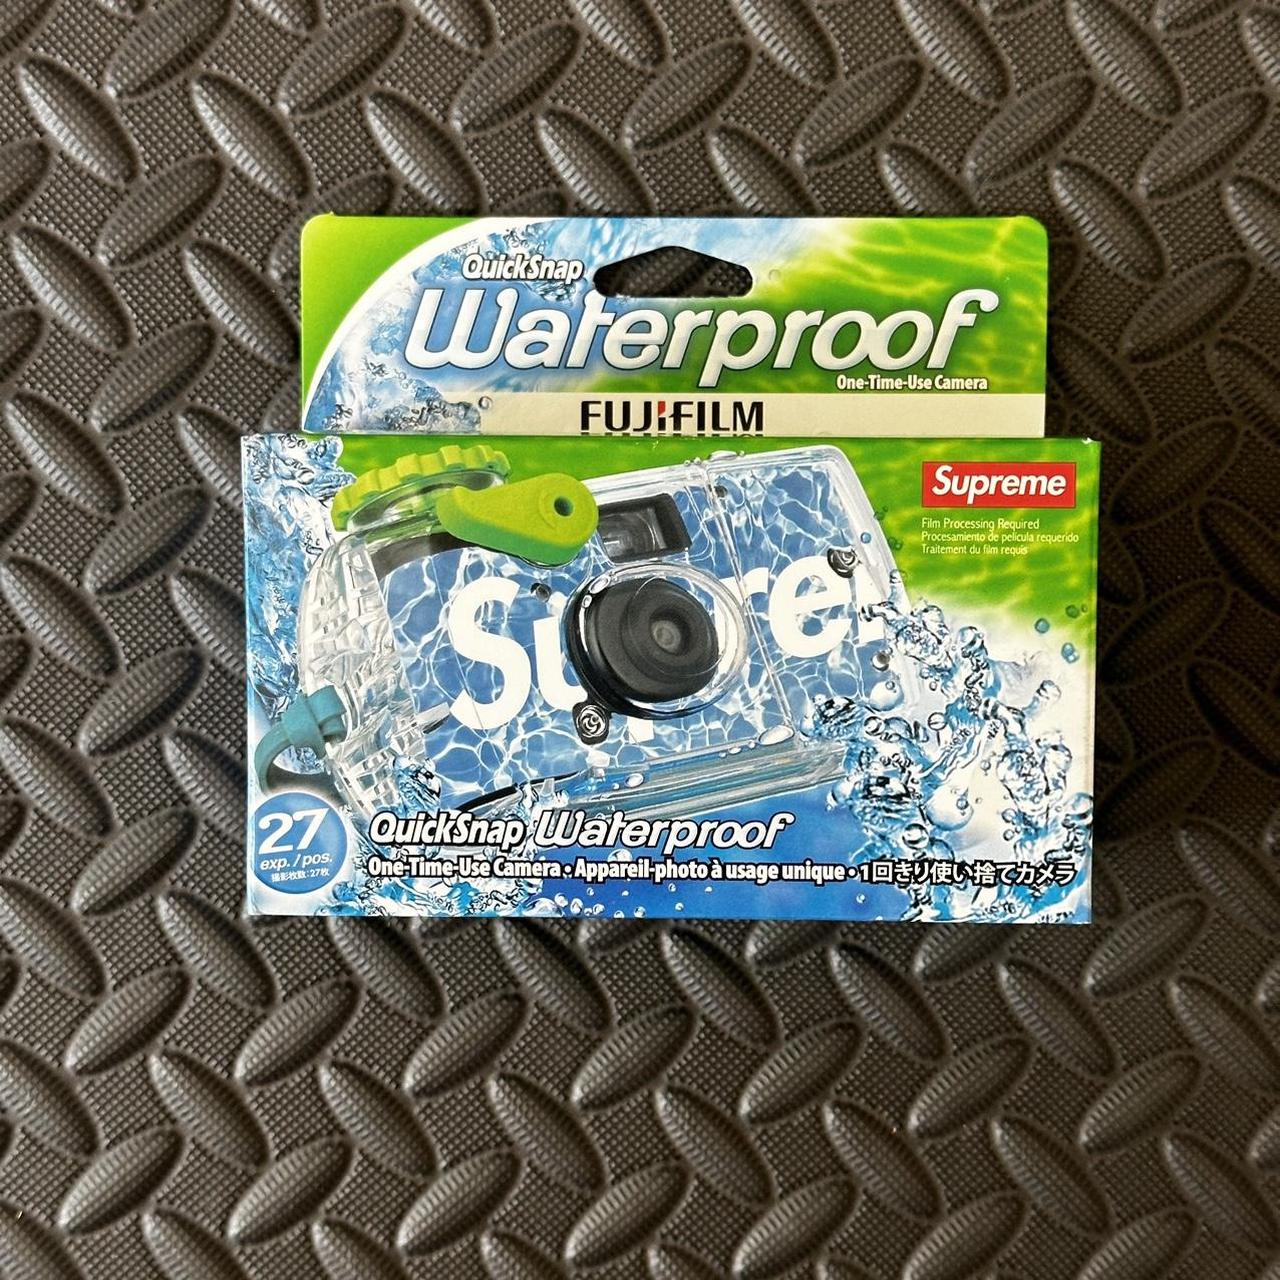 QuickSnap
Waterproof
One-Time-Use Camera
FUJIFILM
Supreme
Film Processing Required
Procesamiento de película requerido
Traitement du film requis
27
exp. / pos.
撮影枚数:27枚
QuickSnap Waterproof
One-Time-Use Camera • Appareil-photo à usage unique • 1回きり使い捨てカメラ